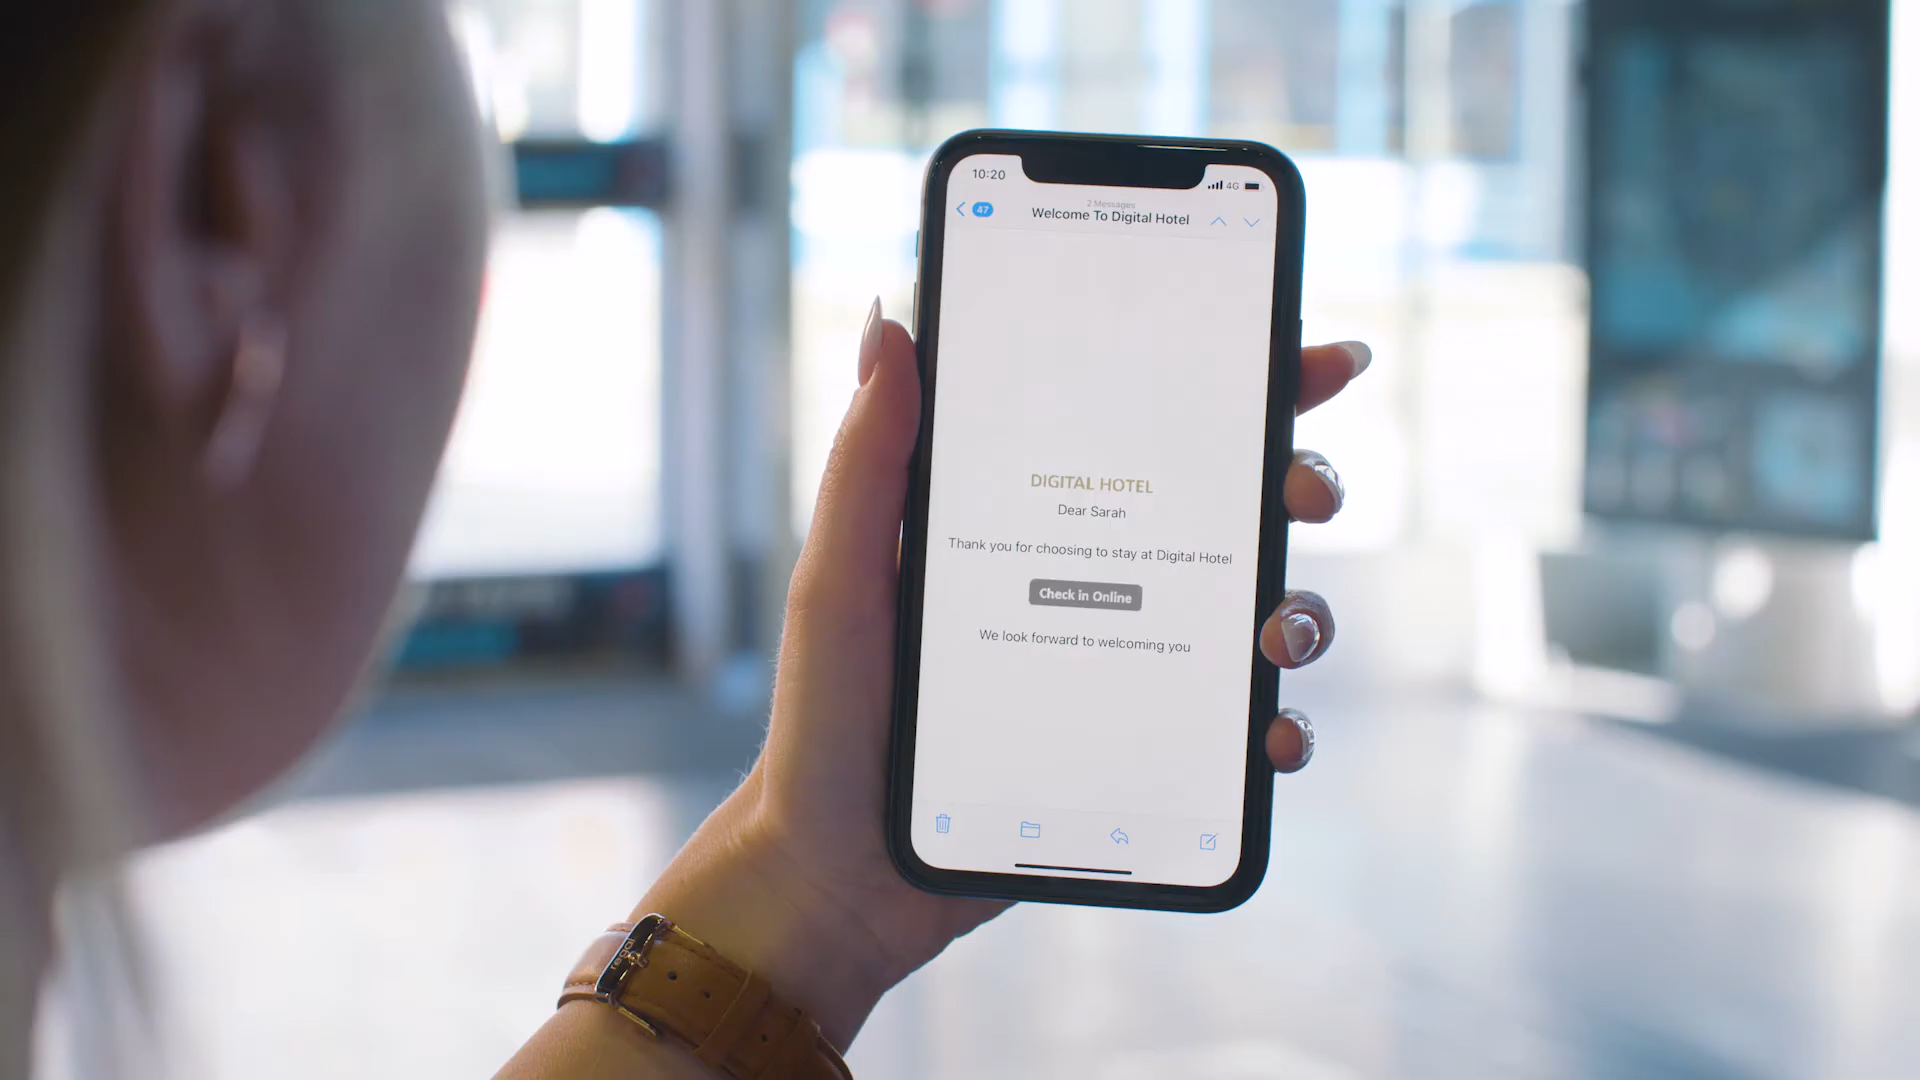 10:20
4G
47
2 Messages
Welcome To Digital Hotel
DIGITAL HOTEL
Dear Sarah
Thank you for choosing to stay at Digital Hotel
Check in Online
We look forward to welcoming you
regal